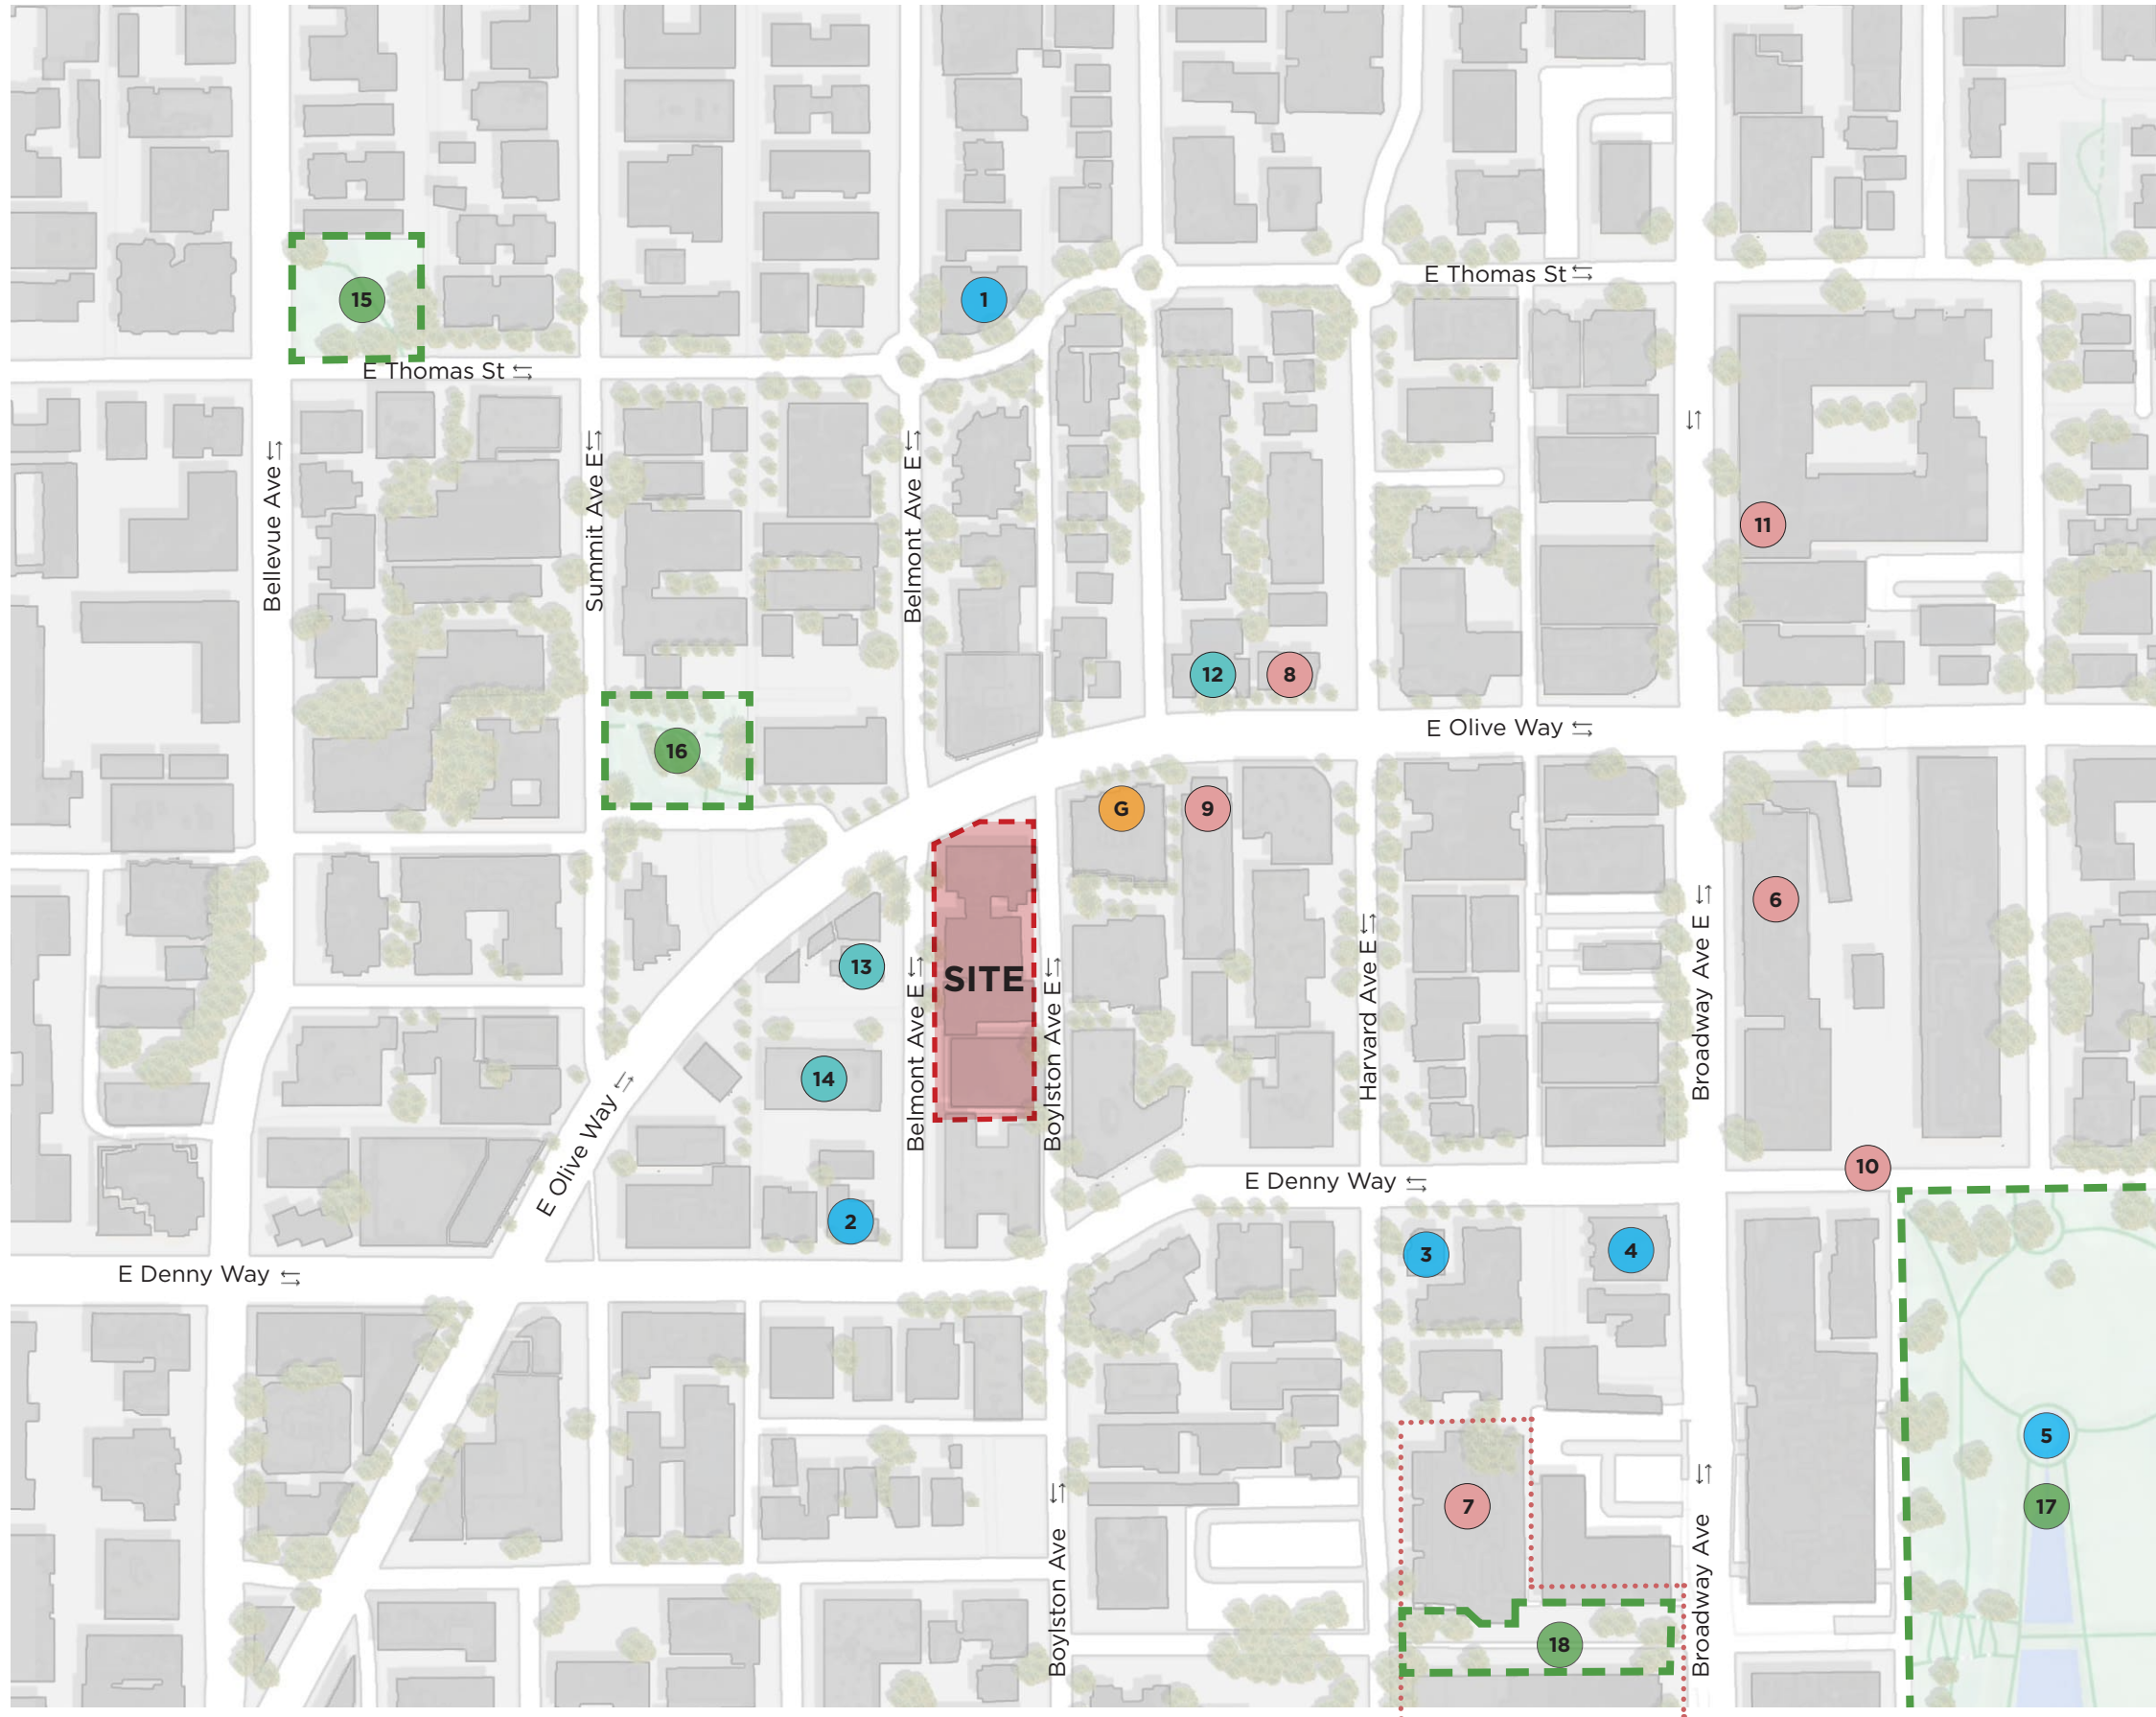 E Thomas St
15
1
E Thomas St
Bellevue Ave
Summit Ave E
Belmont Ave E
11
12
8
E Olive Way
16
G
9
6
13
SITE
Belmont Ave E
Boylston Ave E
Harvard Ave E
Broadway Ave E
14
E Olive Way
10
E Denny Way
2
3
4
E Denny Way
5
7
17
Boylston Ave
Broadway Ave
18